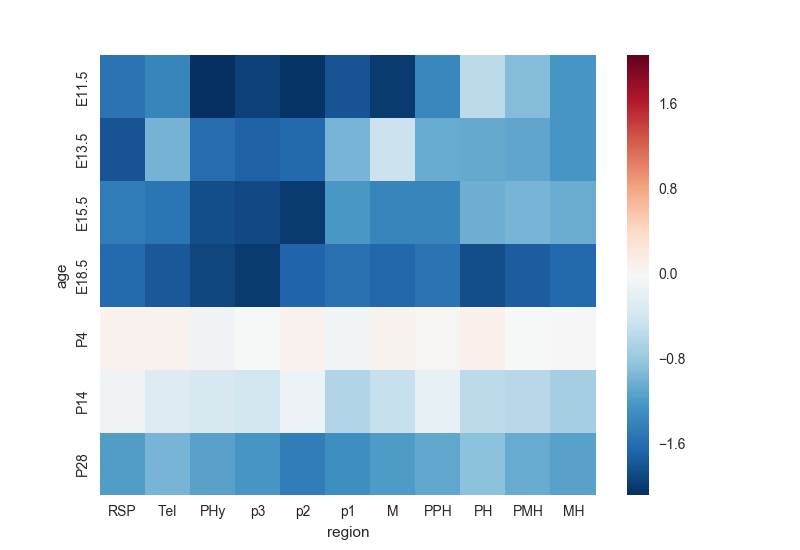 E11.5
E13.5
E15.5
E18.5
P4
P14
P28
age
RSP Tel PHy p3 p2 p1 M PPH PH PMH MH
region
1.6
0.8
0.0
−0.8
−1.6